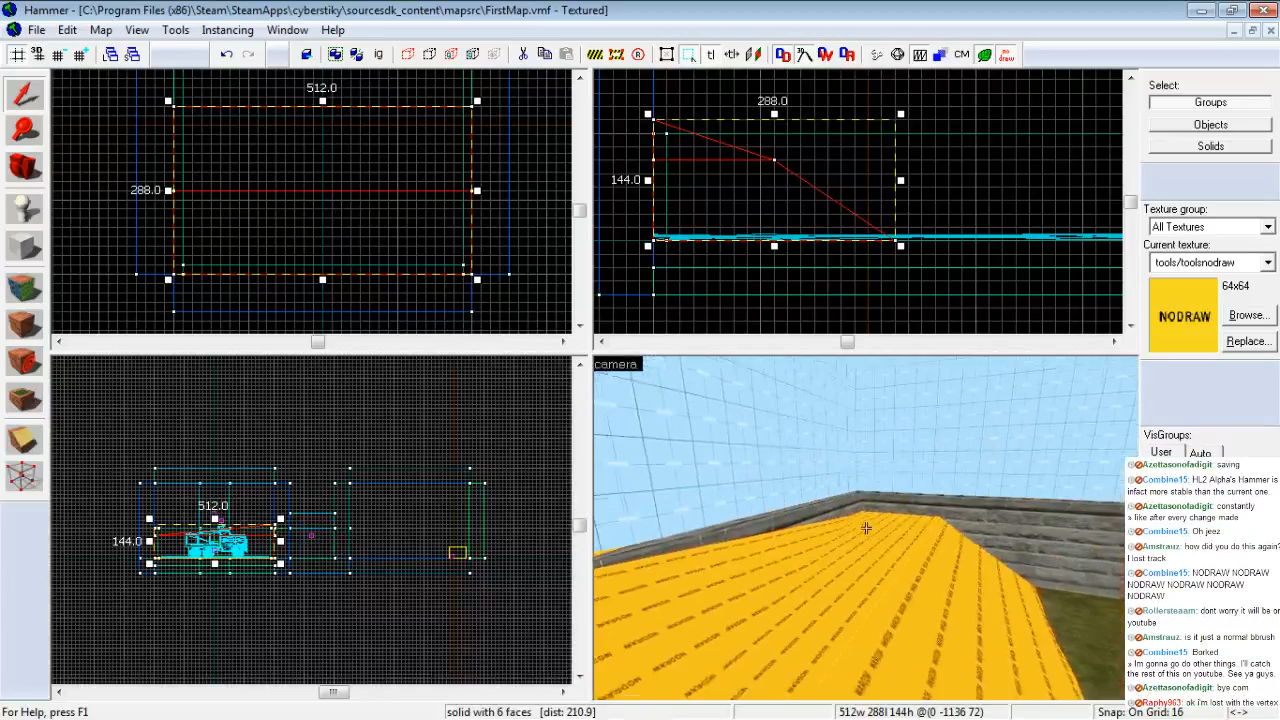 Hammer - [C:\Program Files (x86)\Steam\SteamApps\cyberstiky\sourcesdk_content\mapsrc\FirstMap.vmf - Textured]
File Edit Map View Tools Instancing Window Help
3D ig tl CM no draw
512.0
288.0
288.0
144.0
512.0
144.0
camera
Select:
Groups
Objects
Solids
Texture group:
All Textures
Current texture:
tools/toolsnodraw
64x64
NODRAW
Browse...
Replace...
VisGroups:
User Auto
Azettasonofadigit: saving
Combine15: HL2 Alpha's Hammer is
infact more stable than the current one
Azettasonofadigit: constantly
» like after every change made
Combine15: Oh jeez
Amstrauz: how did you do this again?
I lost track
Combine15: NODRAW NODRAW
NODRAW NODRAW NODRAW
NODRAW
Rollersteaam: dont worry it will be on
youtube
Amstrauz: is it just a normal bbrush
Combine15: Borked
» Im gonna go do other things. I'll catch
the rest of this on youtube. See ya guys.
Azettasonofadigit: bye com
Raphy963: ok i'm lost with the vertex
For Help, press F1
solid with 6 faces [dist: 210.9]
512w 288l 144h @(0 -1136 72)
Snap: On Grid: 16
<->